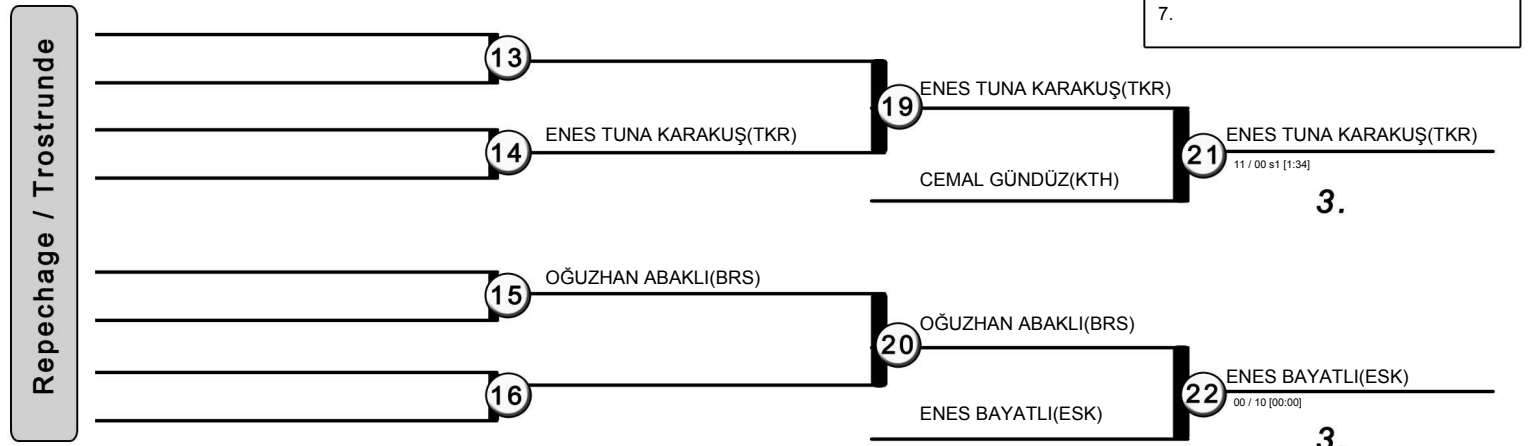 7.
Repechage / Trostrunde
13
ENES TUNA KARAKUŞ(TKR)
19
ENES TUNA KARAKUŞ(TKR)
14
ENES TUNA KARAKUŞ(TKR)
21
11 / 00 s1 [1:34]
CEMAL GÜNDÜZ(KTH)
3.
OĞUZHAN ABAKLI(BRS)
15
OĞUZHAN ABAKLI(BRS)
20
ENES BAYATLI(ESK)
16
22
00 / 10 [00:00]
ENES BAYATLI(ESK)
3